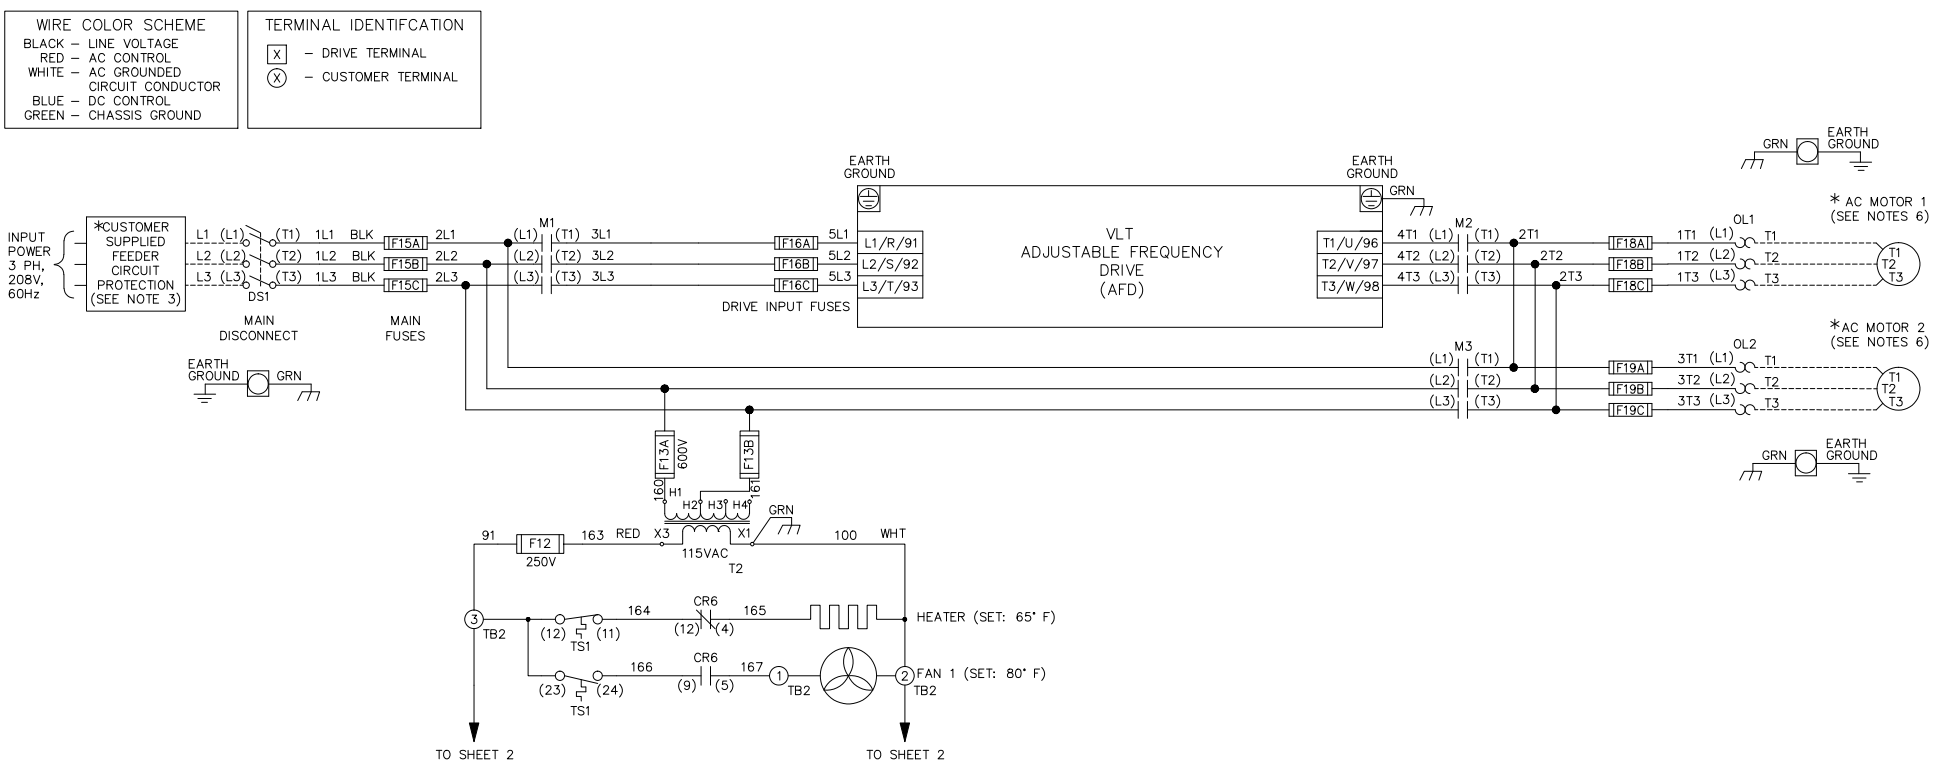 WIRE COLOR SCHEME
BLACK – LINE VOLTAGE
RED – AC CONTROL
WHITE – AC GROUNDED
CIRCUIT CONDUCTOR
BLUE – DC CONTROL
GREEN – CHASSIS GROUND
TERMINAL IDENTIFCATION
X – DRIVE TERMINAL
X – CUSTOMER TERMINAL
INPUT
POWER
3 PH,
208V,
60Hz
*CUSTOMER
SUPPLIED
FEEDER
CIRCUIT
PROTECTION
(SEE NOTE 3)
L1 (L1) (T1) 1L1 BLK F15A 2L1 (L1) M1 (T1) 3L1 F16A 5L1 L1/R/91
L2 (L2) (T2) 1L2 BLK F15B 2L2 (L2) (T2) 3L2 F16B 5L2 L2/S/92
L3 (L3) (T3) 1L3 BLK F15C 2L3 (L3) (T3) 3L3 F16C 5L3 L3/T/93
DS1
MAIN
DISCONNECT
MAIN
FUSES
DRIVE INPUT FUSES
EARTH
GROUND
GRN
EARTH
GROUND
VLT
ADJUSTABLE FREQUENCY
DRIVE
(AFD)
EARTH
GROUND
GRN
T1/U/96 4T1 (L1) M2 (T1) 2T1 F18A 1T1 (L1) OL1 T1
T2/V/97 4T2 (L2) (T2) 2T2 F18B 1T2 (L2) T2
T3/W/98 4T3 (L3) (T3) 2T3 F18C 1T3 (L3) T3
GRN
EARTH
GROUND
* AC MOTOR 1
(SEE NOTES 6)
T1
T2
T3
*AC MOTOR 2
(SEE NOTES 6)
(L1) M3 (T1) F19A 3T1 (L1) OL2 T1
(L2) (T2) F19B 3T2 (L2) T2
(L3) (T3) F19C 3T3 (L3) T3
T1
T2
T3
GRN
EARTH
GROUND
F13A
600V
F13B
160
161
H1
H2 H3 H4
GRN
91 F12 163 RED X3 X1 100 WHT
250V
115VAC
T2
3
TB2
(12) (11)
TS1
164
CR6
(12) (4)
165
HEATER (SET: 65° F)
(23) (24)
TS1
166
CR6
(9) (5)
167
1
TB2
2
TB2
FAN 1 (SET: 80° F)
TO SHEET 2
TO SHEET 2